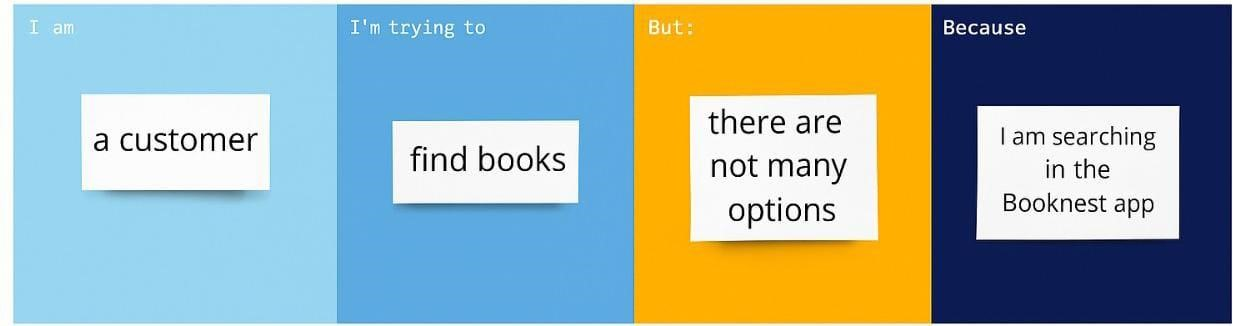 I am
a customer
I'm trying to
find books
But:
there are
not many
options
Because
I am searching
in the
Booknest app